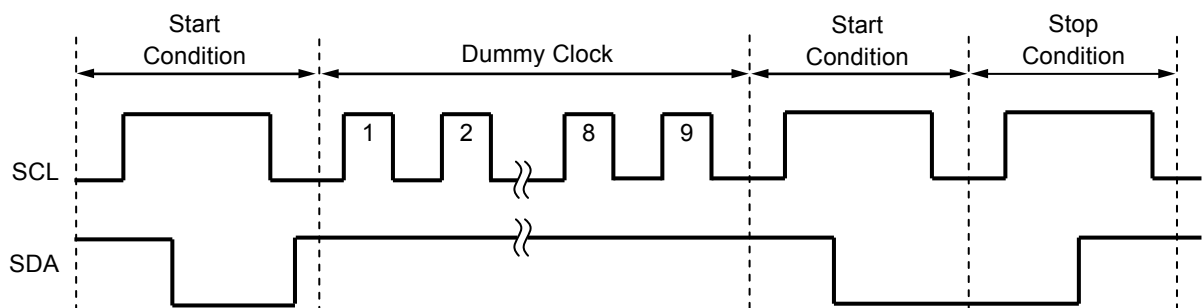 Start
Condition
Dummy Clock
Start
Condition
Stop
Condition
SCL
1 2 8 9
SDA